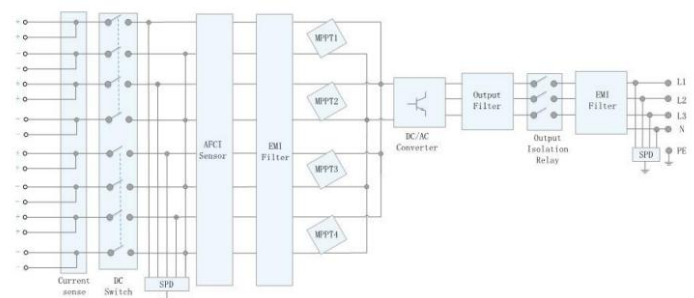 MPPT1
MPPT2
MPPT3
MPPT4
AFCI
Sensor
EMI
Filter
DC/AC
Converter
Output
Filter
Output
Isolation
Relay
EMI
Filter
L1
L2
L3
N
PE
SPD
SPD
Current
sense
DC
Switch